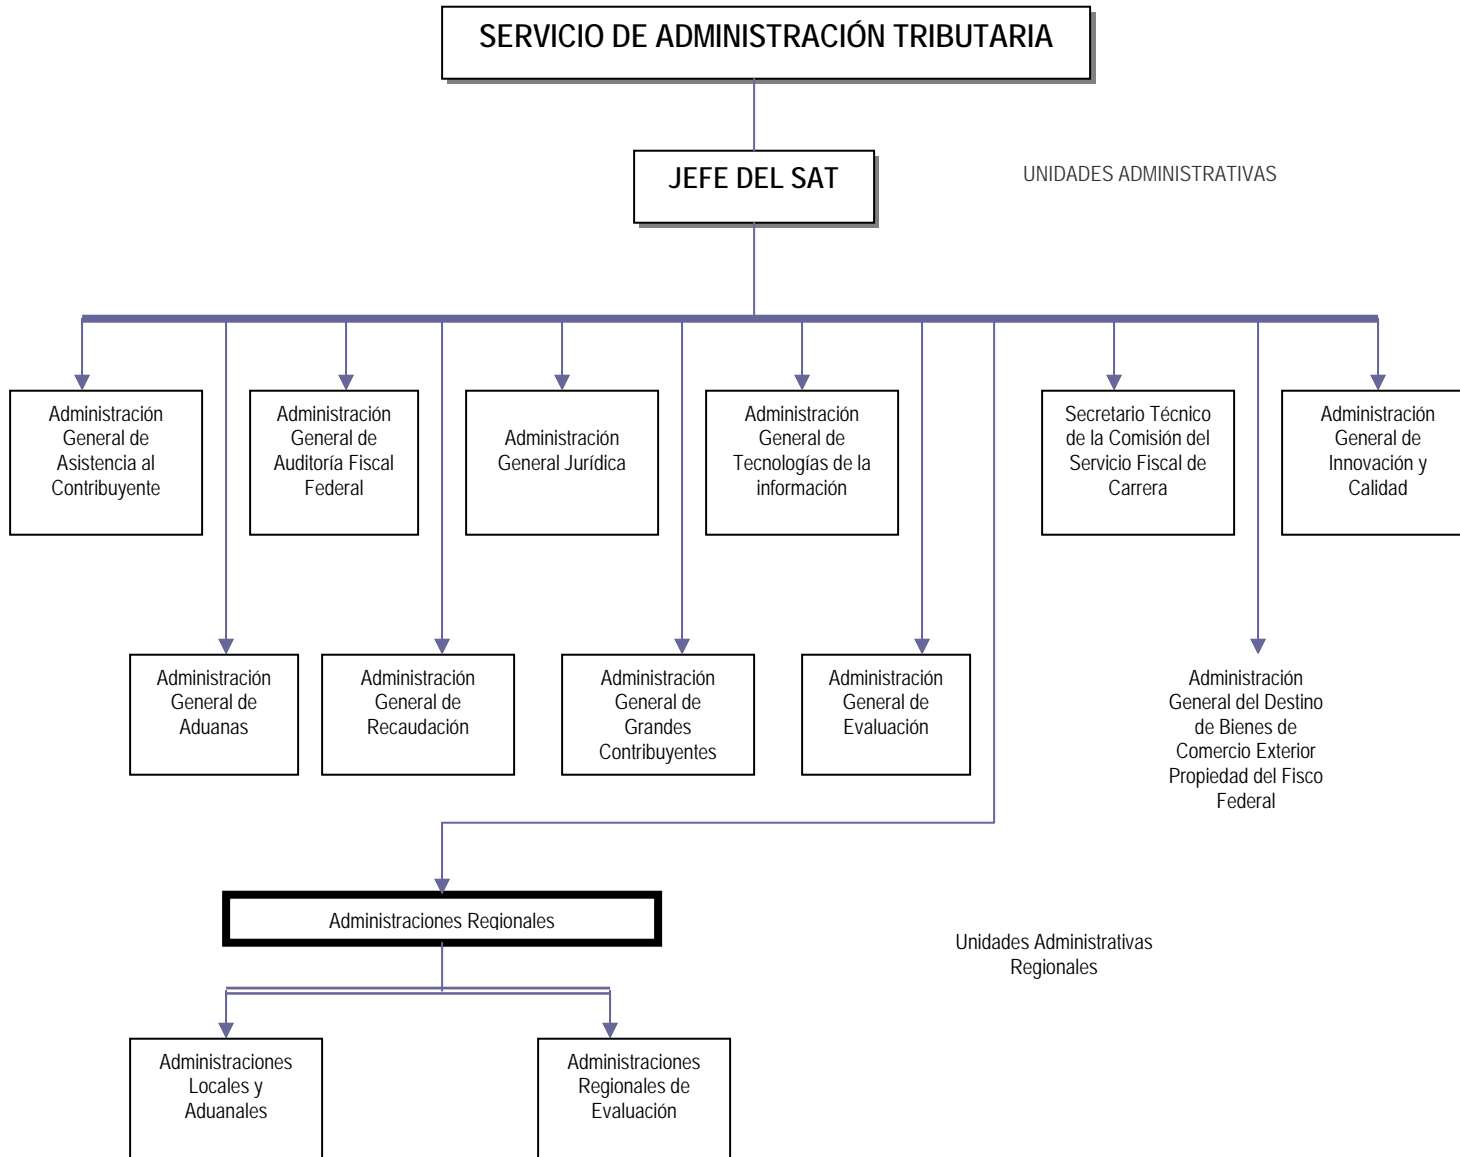 SERVICIO DE ADMINISTRACIÓN TRIBUTARIA
JEFE DEL SAT
UNIDADES ADMINISTRATIVAS
Administración
General de
Asistencia al
Contribuyente
Administración
General de
Auditoría Fiscal
Federal
Administración
General Jurídica
Administración
General de
Tecnologías de la
información
Secretario Técnico
de la Comisión del
Servicio Fiscal de
Carrera
Administración
General de
Innovación y
Calidad
Administración
General de
Aduanas
Administración
General de
Recaudación
Administración
General de
Grandes
Contribuyentes
Administración
General de
Evaluación
Administración
General del Destino
de Bienes de
Comercio Exterior
Propiedad del Fisco
Federal
Administraciones Regionales
Unidades Administrativas
Regionales
Administraciones
Locales y
Aduanales
Administraciones
Regionales de
Evaluación